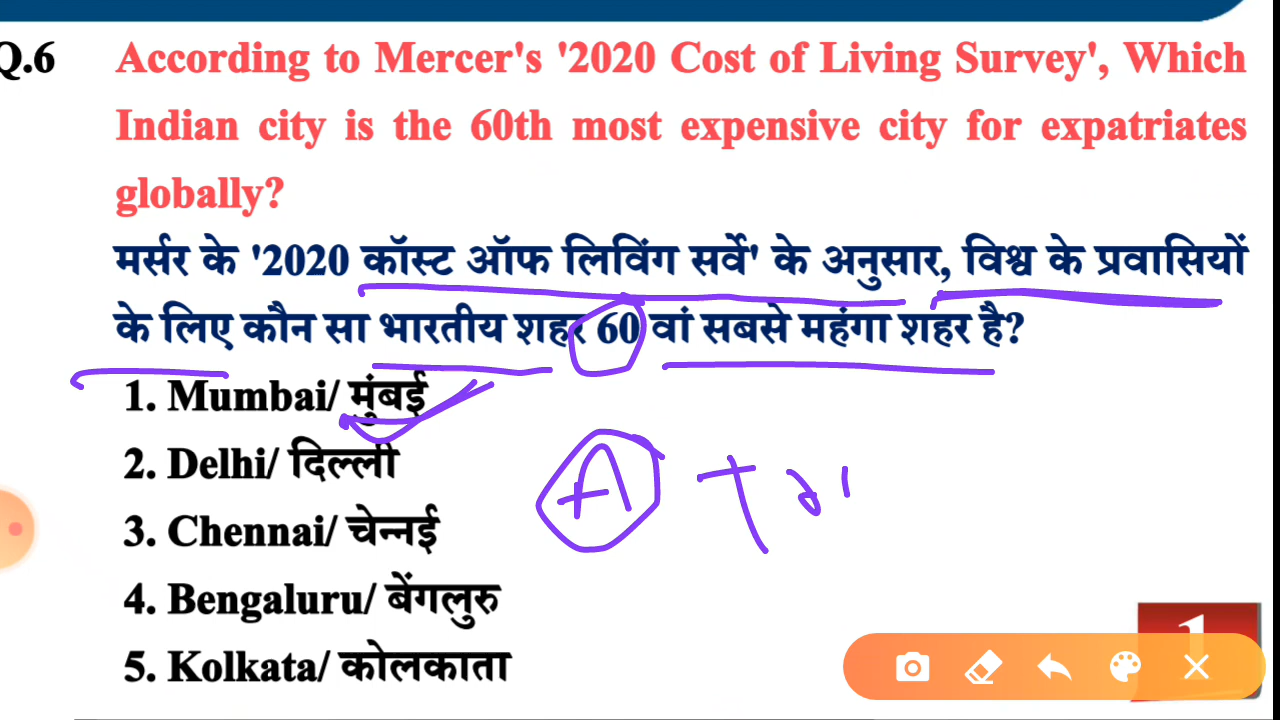 Q.6 According to Mercer's '2020 Cost of Living Survey', Which
Indian city is the 60th most expensive city for expatriates
globally?
मर्सर के '2020 कॉस्ट ऑफ लिविंग सर्वे' के अनुसार, विश्व के प्रवासियों
के लिए कौन सा भारतीय शहर 60 वां सबसे महंगा शहर है?
1. Mumbai/ मुंबई
2. Delhi/ दिल्ली
A
3. Chennai/ चेन्नई
4. Bengaluru/ बेंगलुरु
5. Kolkata/ कोलकाता
1